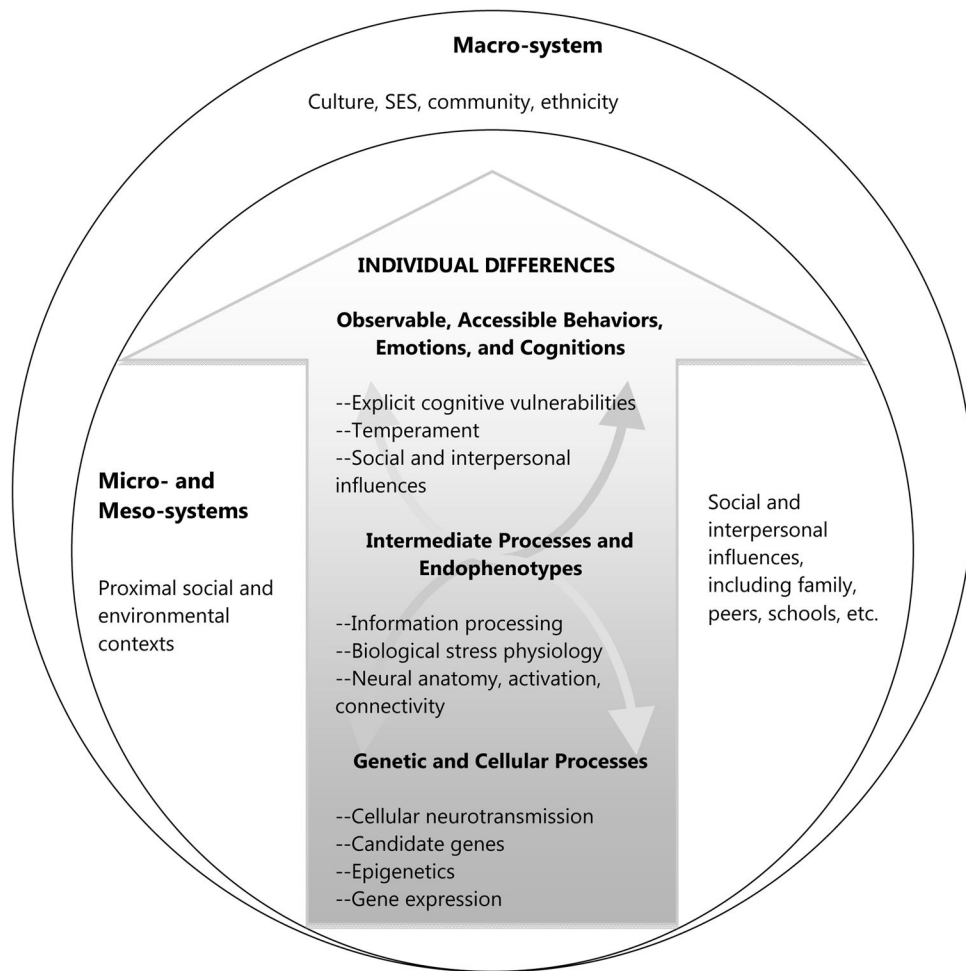 Macro-system
Culture, SES, community, ethnicity
INDIVIDUAL DIFFERENCES
Observable, Accessible Behaviors,
Emotions, and Cognitions
--Explicit cognitive vulnerabilities
--Temperament
--Social and interpersonal
influences
Micro- and
Meso-systems
Proximal social and
environmental
contexts
Intermediate Processes and
Endophenotypes
--Information processing
--Biological stress physiology
--Neural anatomy, activation,
connectivity
Genetic and Cellular Processes
--Cellular neurotransmission
--Candidate genes
--Epigenetics
--Gene expression
Social and
interpersonal
influences,
including family,
peers, schools, etc.